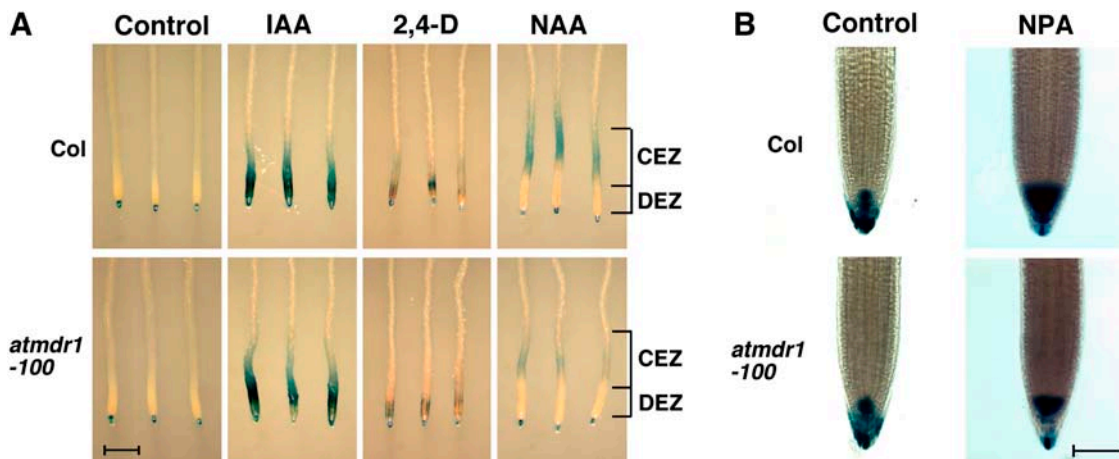 A
Control
IAA
2,4-D
NAA
Col
CEZ
DEZ
atmdr1
-100
CEZ
DEZ
B
Control
NPA
Col
atmdr1
-100